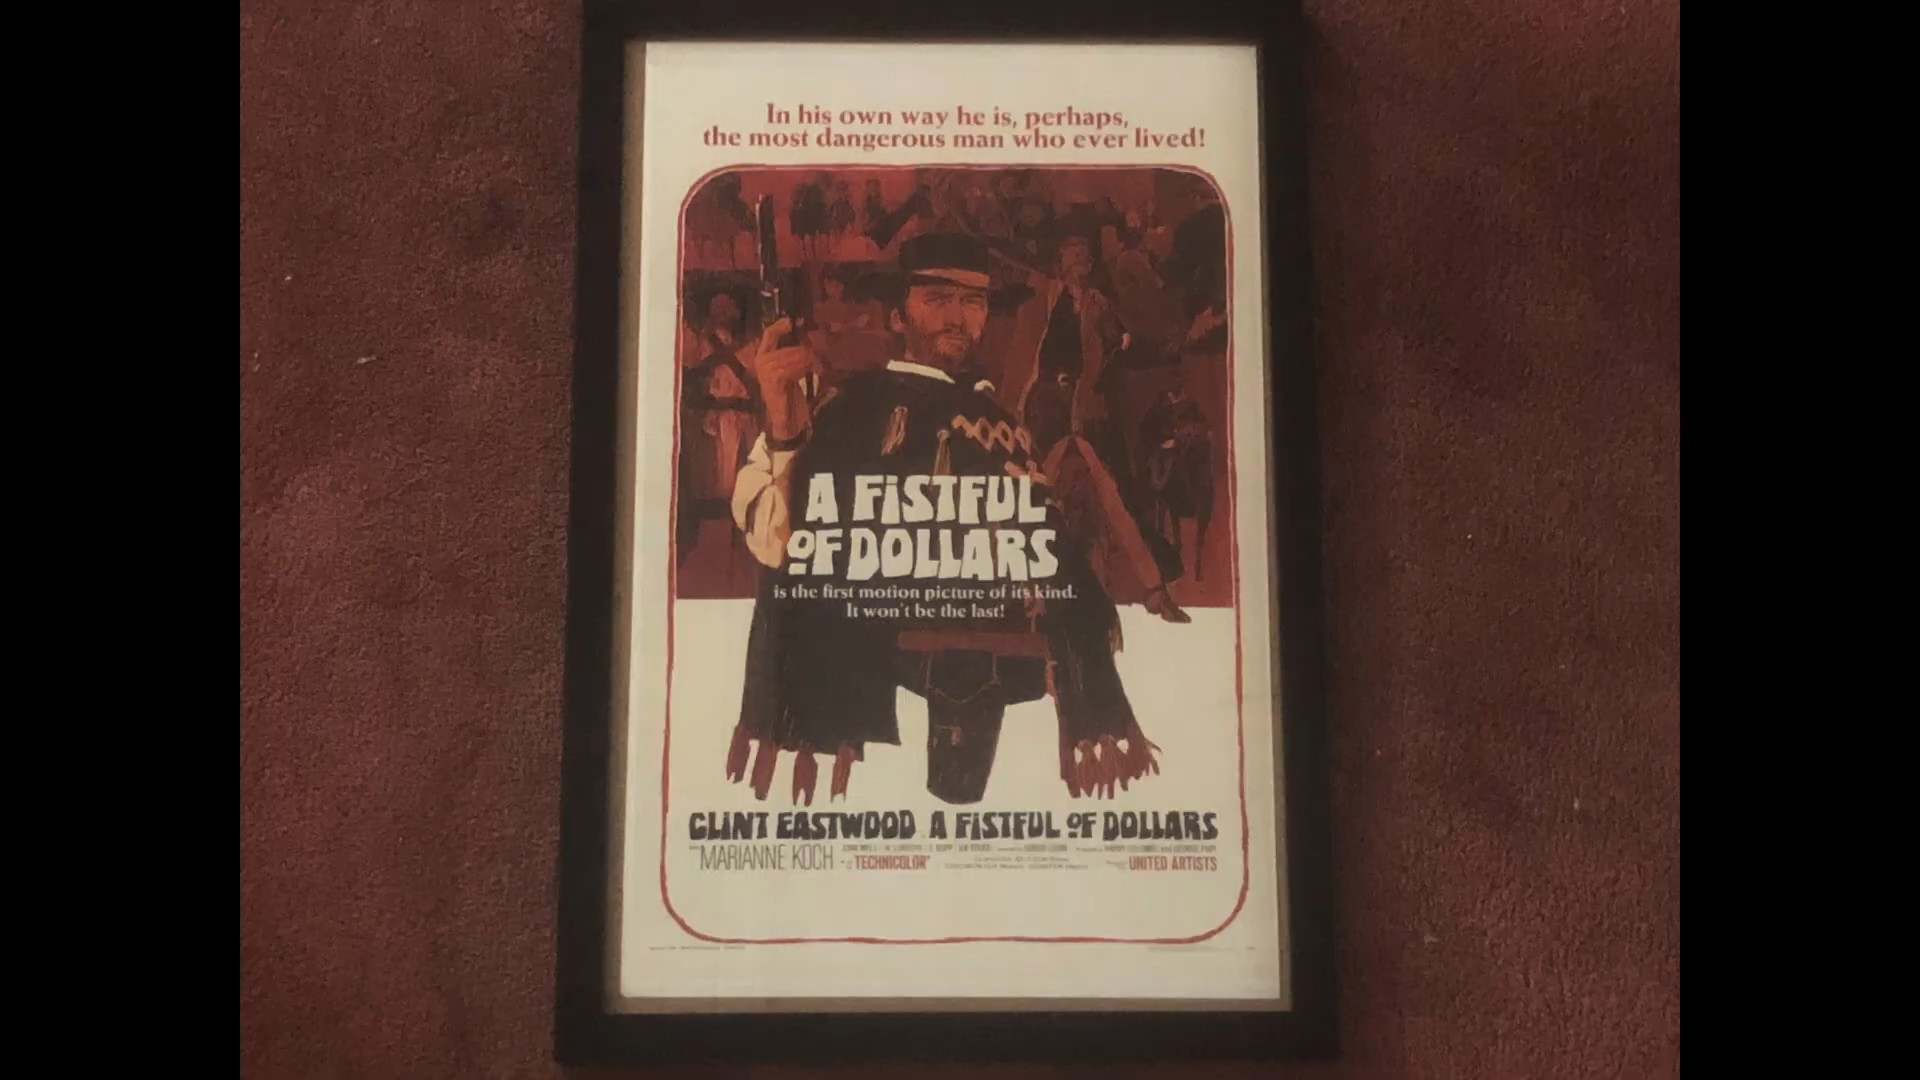 In his own way he is, perhaps,
the most dangerous man who ever lived!
A FiSTFUL
OF DOLLARS
is the first motion picture of its kind.
It won't be the last!
CLINT EASTWOOD A FISTFUL OF DOLLARS
MARIANNE KOCH
TECHNICOLOR®
UNITED ARTISTS